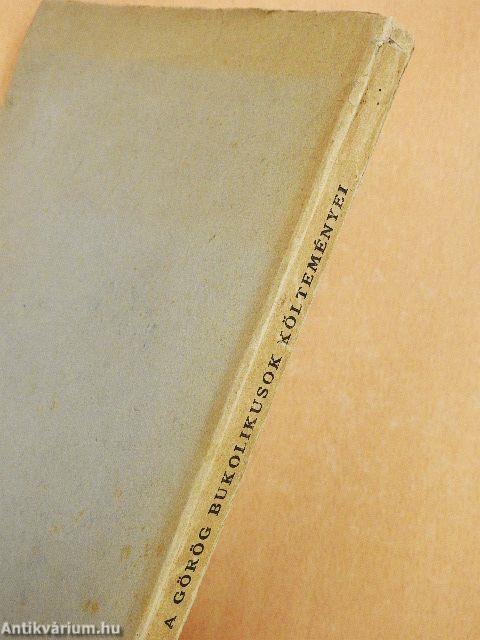 A GÖRÖG BUKOLIKUSOK KÖLTEMÉNYEI
Antikvárium.hu